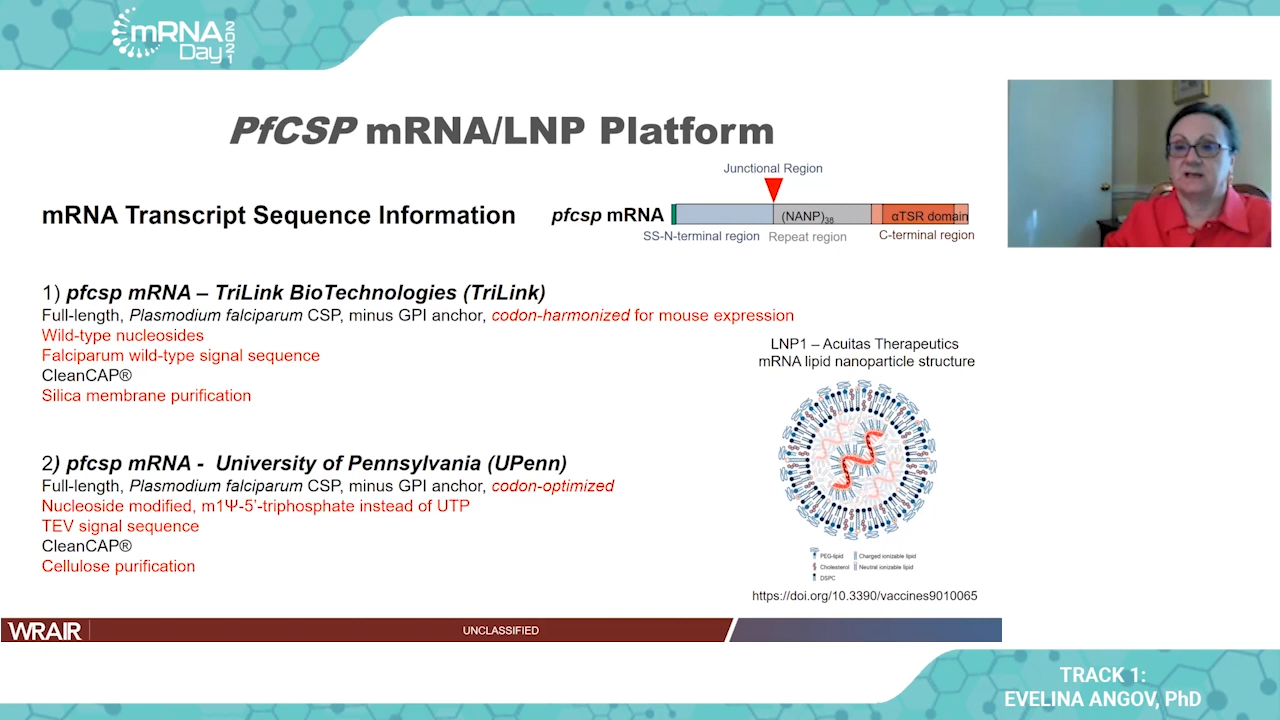 mRNA
Day
2021
PfCSP mRNA/LNP Platform
Junctional Region
mRNA Transcript Sequence Information
pfcsp mRNA
(NANP)38
αTSR domain
SS-N-terminal region
Repeat region
C-terminal region
1) pfcsp mRNA – TriLink BioTechnologies (TriLink)
Full-length, Plasmodium falciparum CSP, minus GPI anchor, codon-harmonized for mouse expression
Wild-type nucleosides
Falciparum wild-type signal sequence
CleanCAP®
Silica membrane purification
LNP1 – Acuitas Therapeutics
mRNA lipid nanoparticle structure
2) pfcsp mRNA - University of Pennsylvania (UPenn)
Full-length, Plasmodium falciparum CSP, minus GPI anchor, codon-optimized
Nucleoside modified, m1Ψ-5’-triphosphate instead of UTP
TEV signal sequence
CleanCAP®
Cellulose purification
PEG-lipid
Charged ionizable lipid
Cholesterol
Neutral ionizable lipid
DSPC
https://doi.org/10.3390/vaccines9010065
WRAIR
UNCLASSIFIED
TRACK 1:
EVELINA ANGOV, PhD